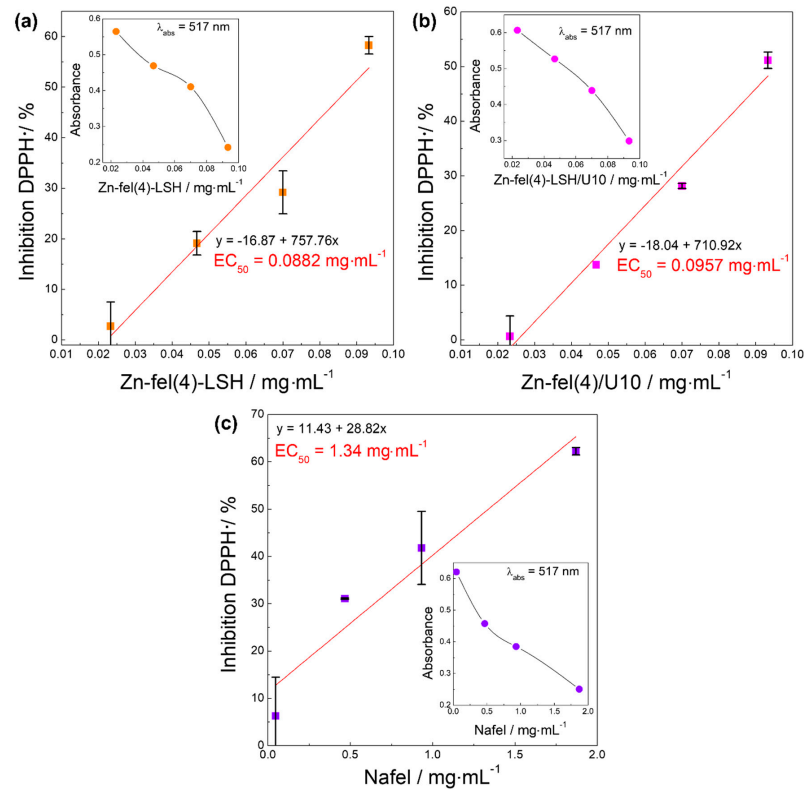 (a)
Inhibition DPPH·/ %
60
50
40
30
20
10
0
0.01 0.02 0.03 0.04 0.05 0.06 0.07 0.08 0.09 0.10
Zn-fel(4)-LSH / mg·mL⁻¹
λabs = 517 nm
Absorbance
0.6
0.5
0.4
0.3
0.2
0.02 0.04 0.06 0.08 0.10
Zn-fel(4)-LSH / mg·mL⁻¹
y = -16.87 + 757.76x
EC₅₀ = 0.0882 mg·mL⁻¹
(b)
Inhibition DPPH·/ %
60
50
40
30
20
10
0
0.01 0.02 0.03 0.04 0.05 0.06 0.07 0.08 0.09 0.10
Zn-fel(4)/U10 / mg·mL⁻¹
λabs = 517 nm
Absorbance
0.6
0.5
0.4
0.3
0.02 0.04 0.06 0.08 0.10
Zn-fel(4)-LSH/U10 / mg·mL⁻¹
y = -18.04 + 710.92x
EC₅₀ = 0.0957 mg·mL⁻¹
(c)
Inhibition DPPH·/ %
70
60
50
40
30
20
10
0
0.0 0.5 1.0 1.5 2.0
Nafel / mg·mL⁻¹
y = 11.43 + 28.82x
EC₅₀ = 1.34 mg·mL⁻¹
λabs = 517 nm
Absorbance
0.6
0.5
0.4
0.3
0.2
0.0 0.5 1.0 1.5 2.0
Nafel / mg·mL⁻¹